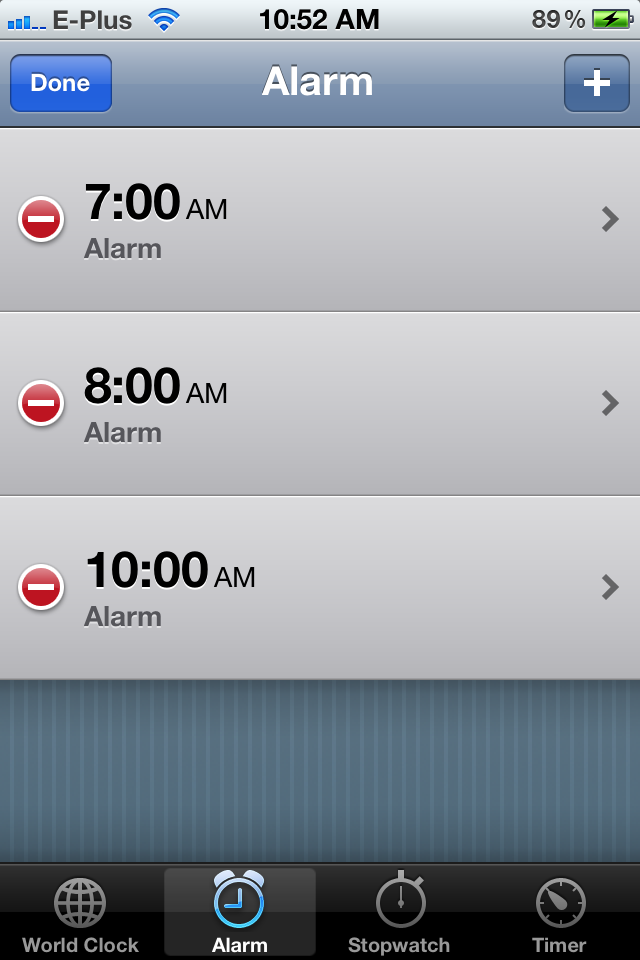 E-Plus 10:52 AM 89%
Done Alarm +
7:00 AM
Alarm
8:00 AM
Alarm
10:00 AM
Alarm
World Clock Alarm Stopwatch Timer